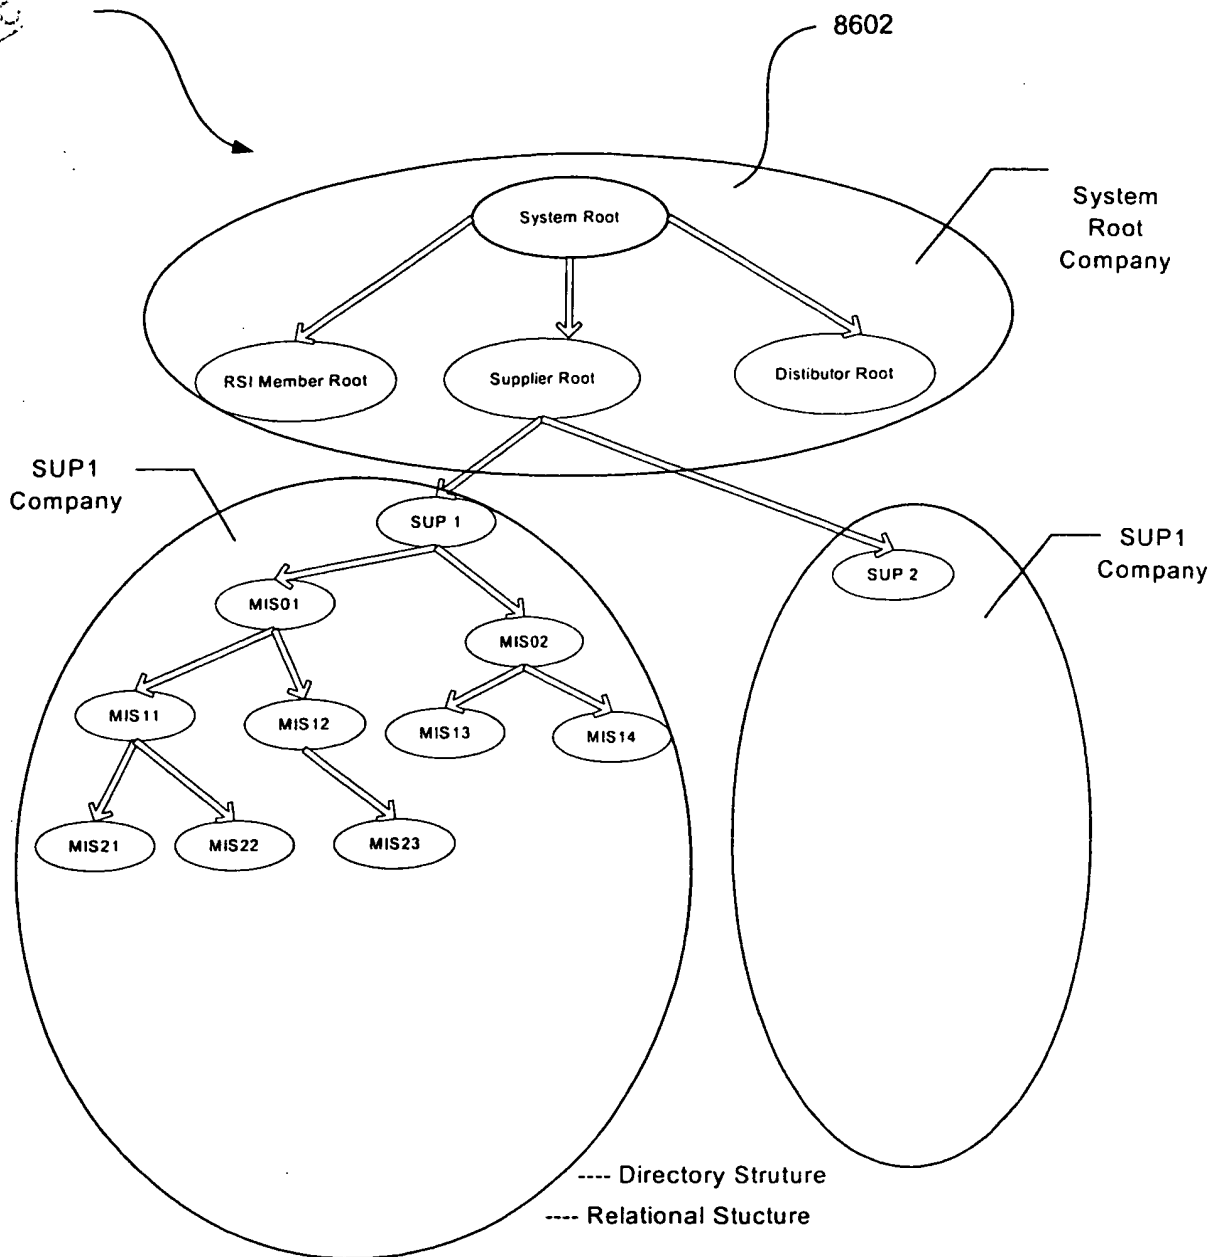 8602
System
Root
Company
System Root
RSI Member Root
Supplier Root
Distibutor Root
SUP1
Company
SUP 1
SUP1
Company
SUP 2
MIS01
MIS02
MIS11
MIS12
MIS13
MIS14
MIS21
MIS22
MIS23
---- Directory Struture
---- Relational Stucture